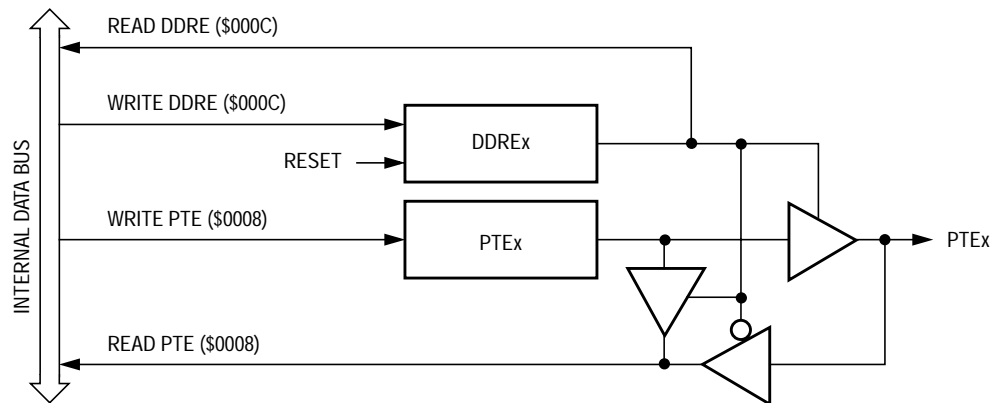 READ DDRE ($000C)
WRITE DDRE ($000C)
DDREx
RESET
WRITE PTE ($0008)
PTEx
PTEx
READ PTE ($0008)
INTERNAL DATA BUS